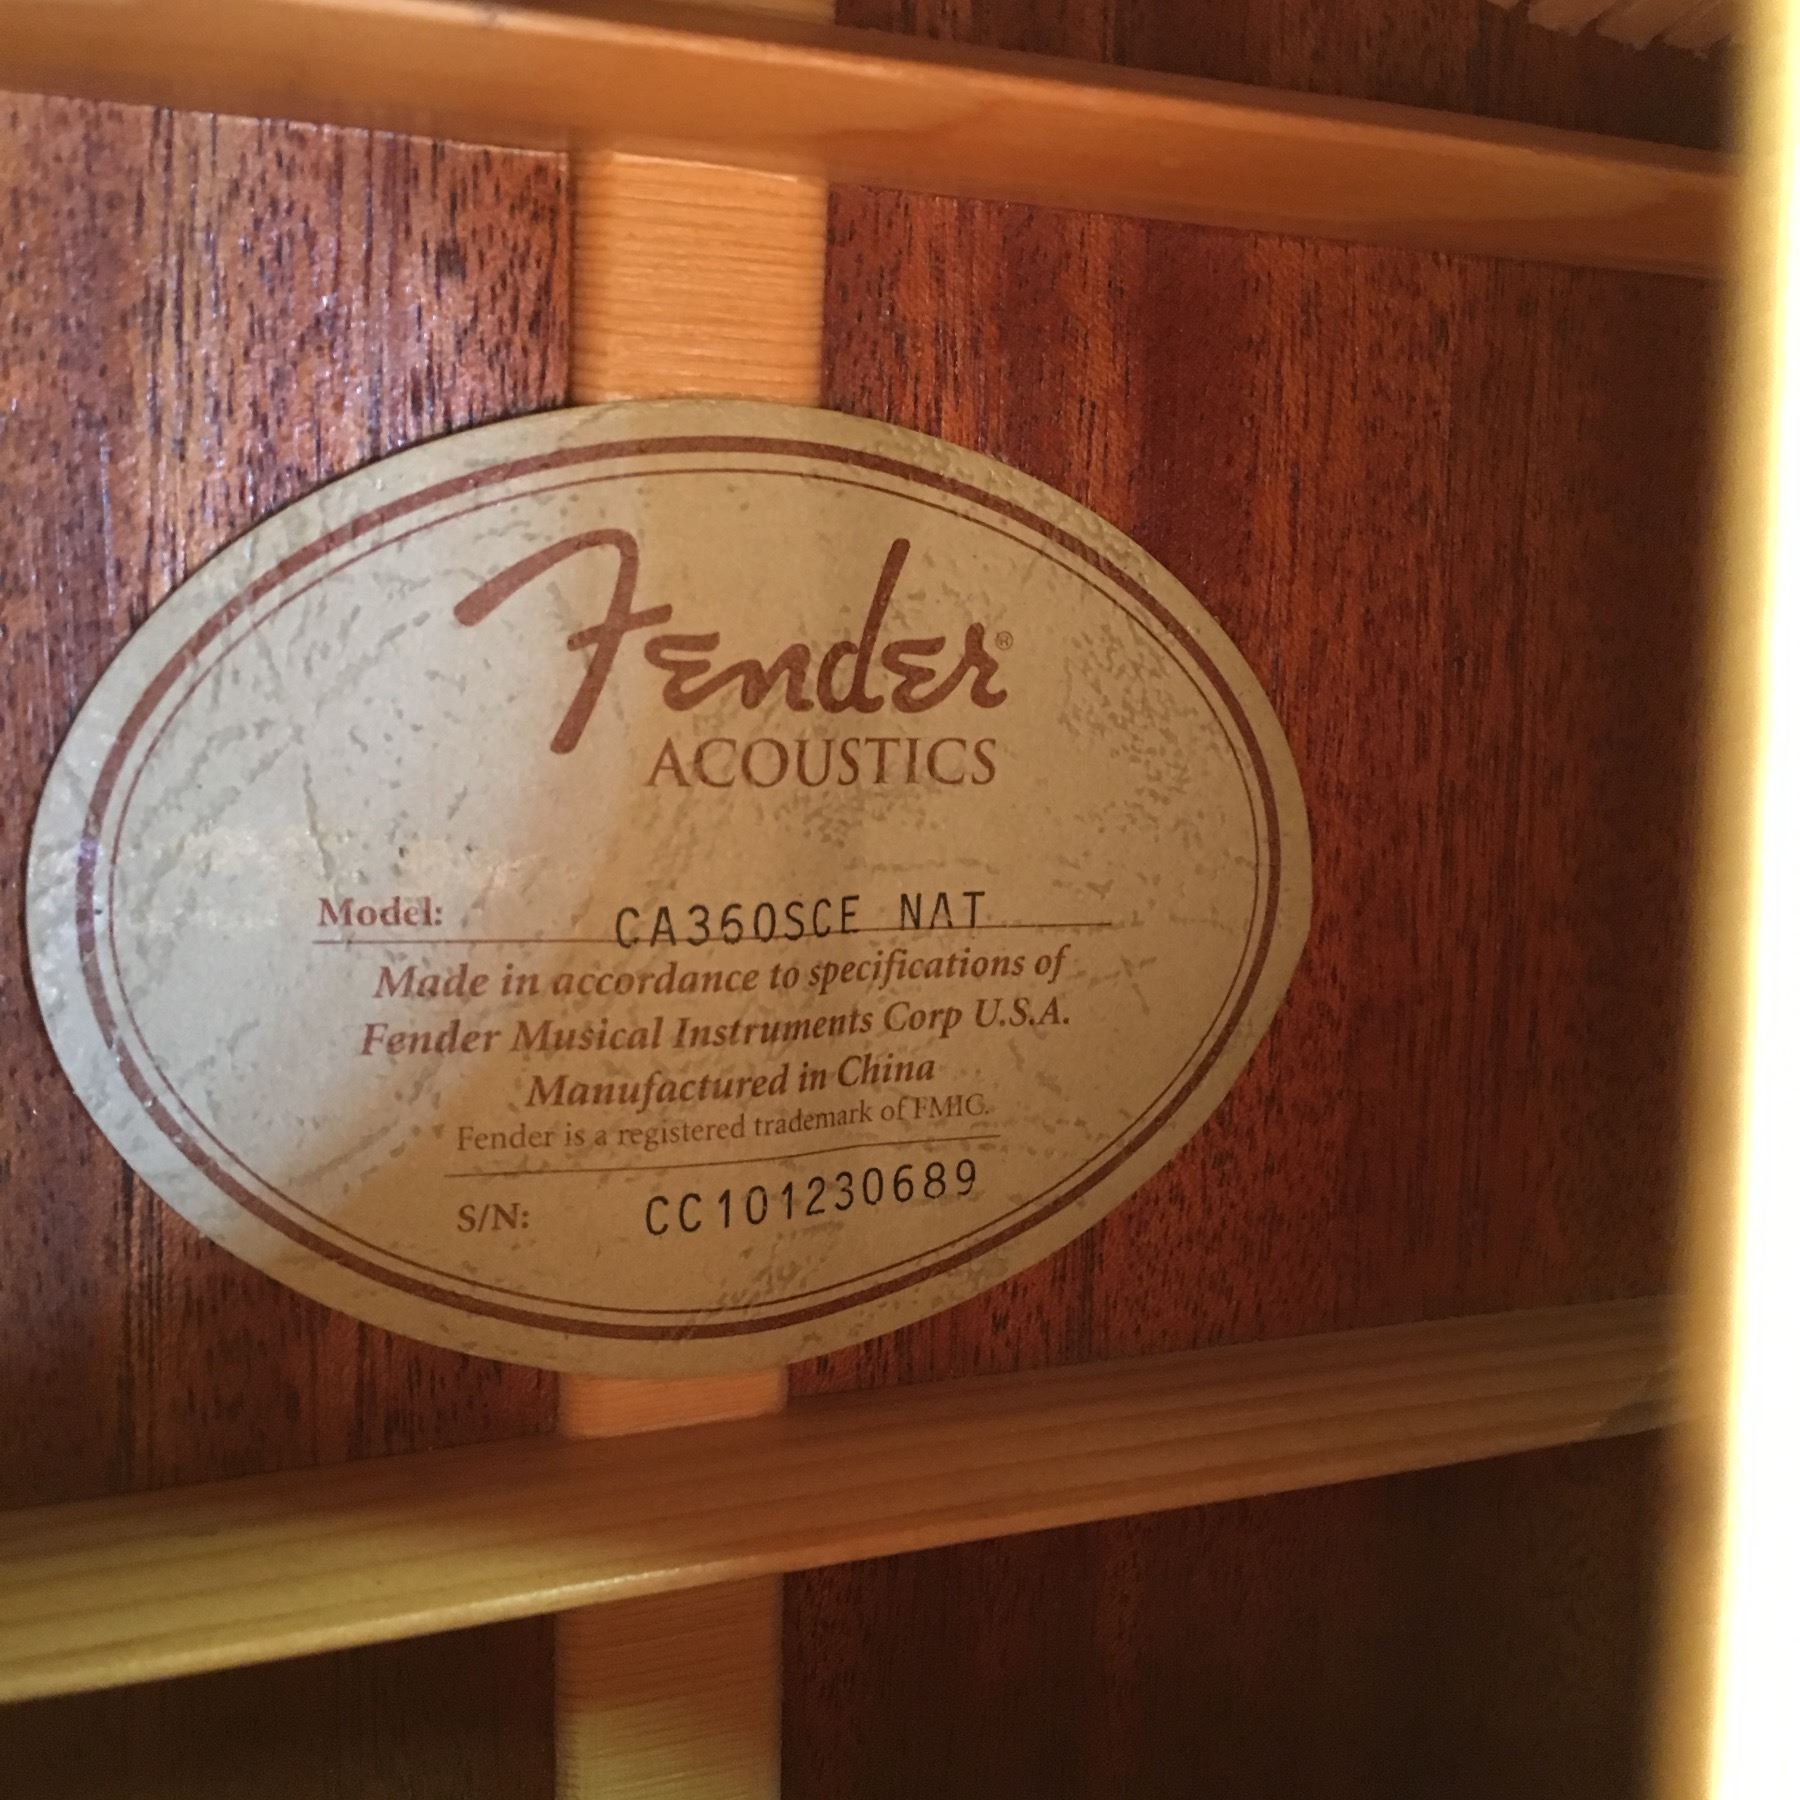 Fender®
ACOUSTICS
Model: CA360SCE NAT
Made in accordance to specifications of
Fender Musical Instruments Corp U.S.A.
Manufactured in China
Fender is a registered trademark of FMIC.
S/N: CC101230689